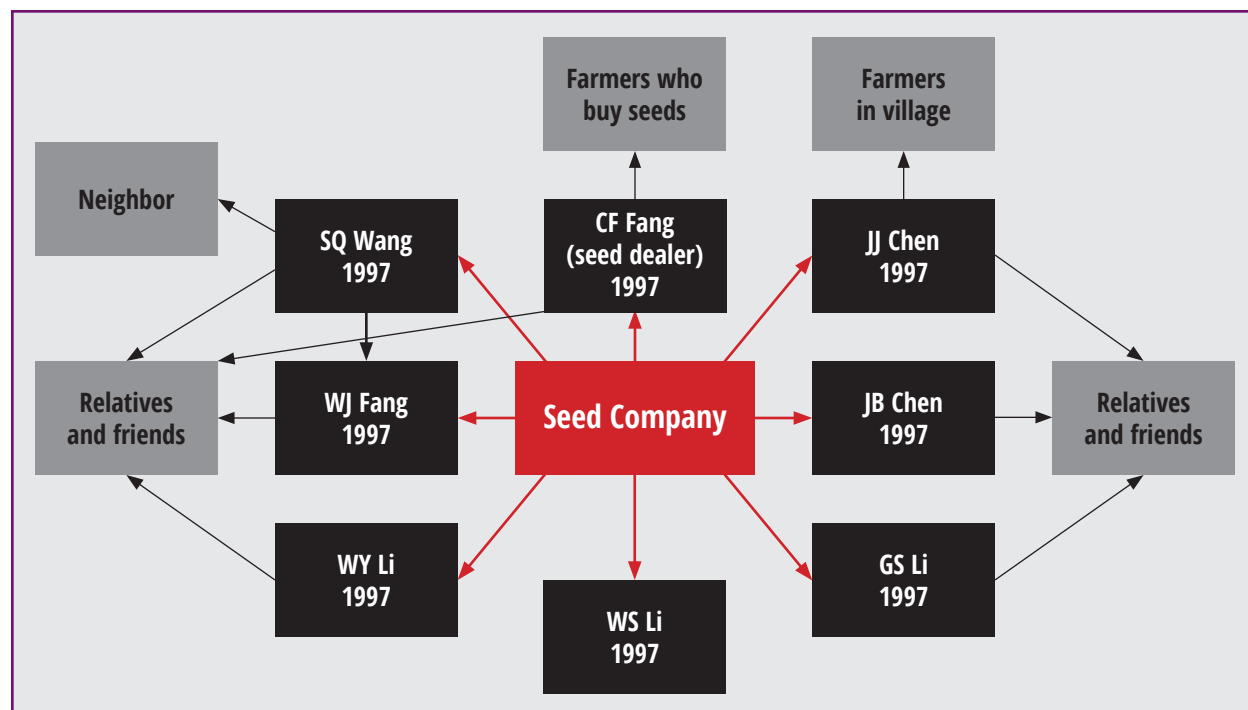 Farmers who
buy seeds
Farmers
in village
Neighbor
SQ Wang
1997
CF Fang
(seed dealer)
1997
JJ Chen
1997
Relatives
and friends
WJ Fang
1997
Seed Company
JB Chen
1997
Relatives
and friends
WY Li
1997
WS Li
1997
GS Li
1997